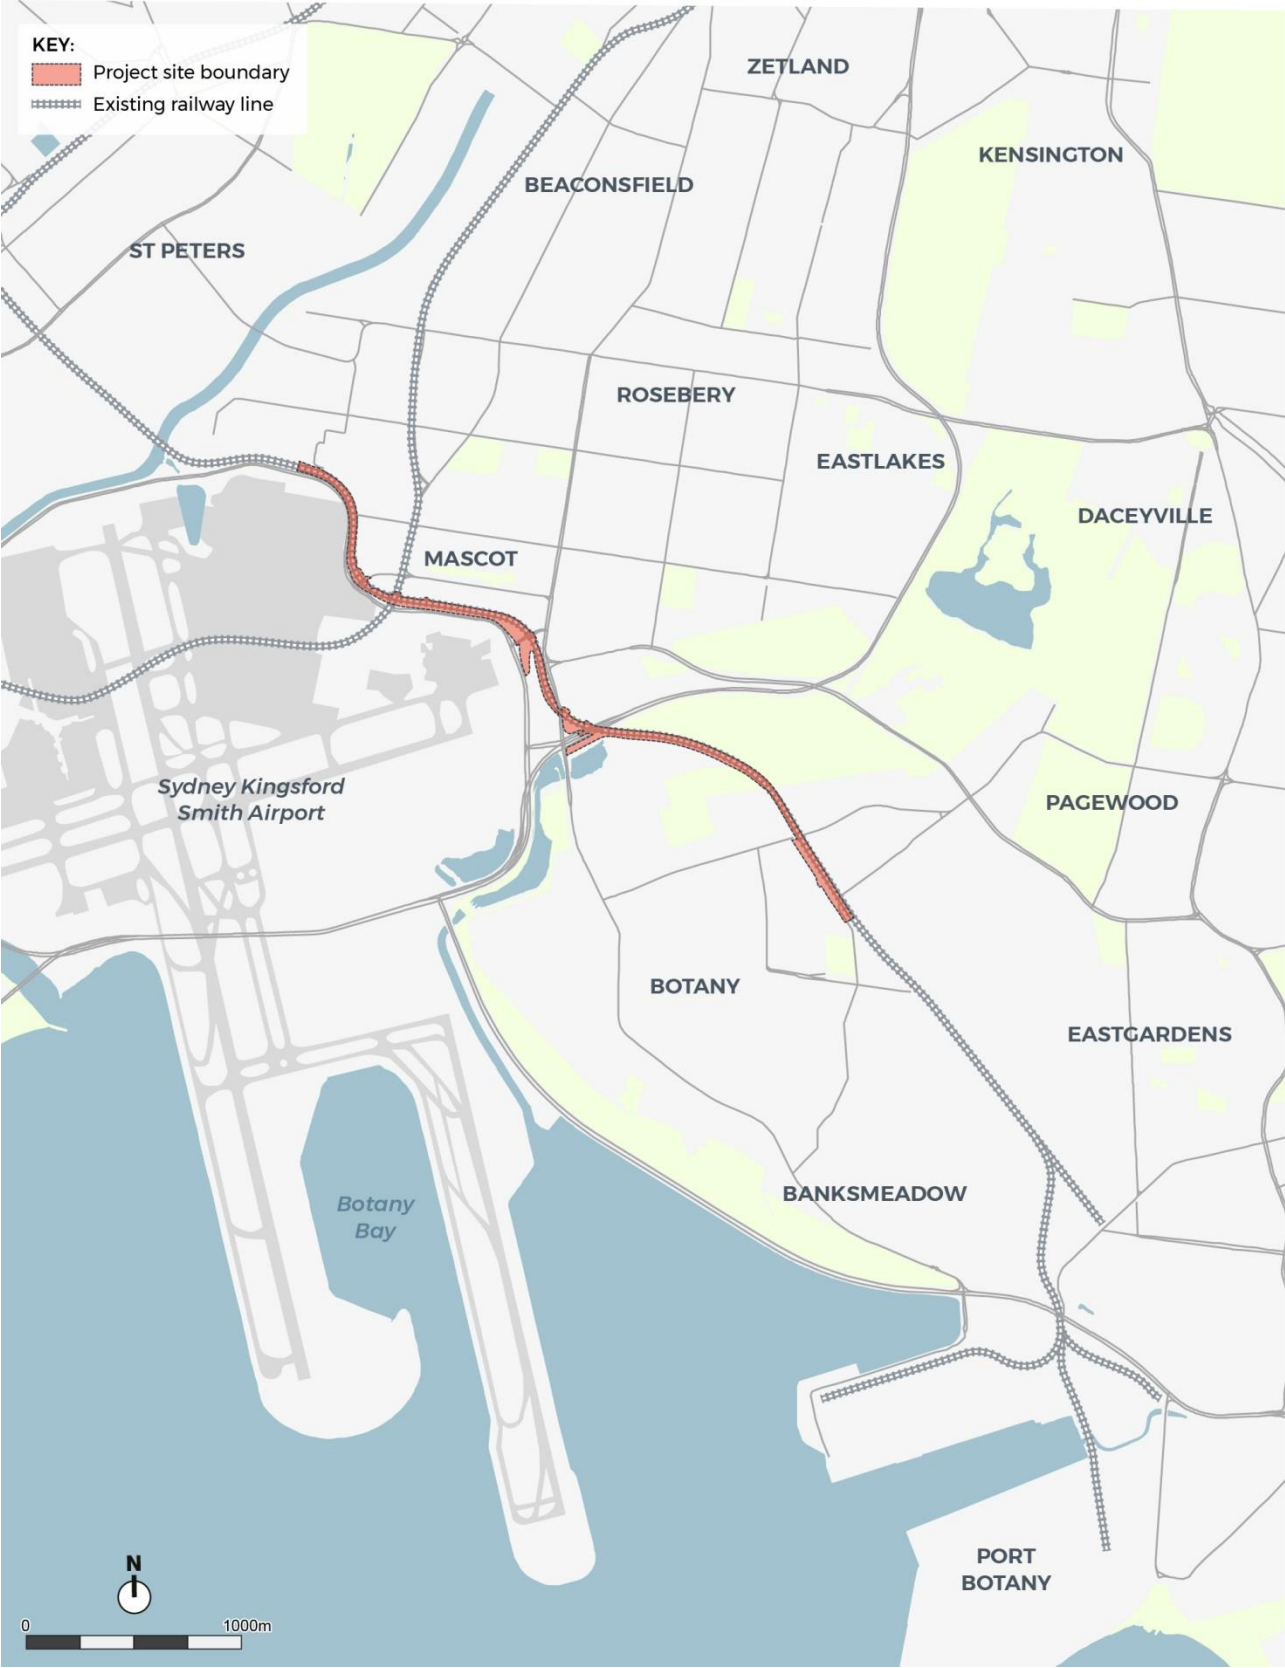 KEY:
Project site boundary
Existing railway line
ZETLAND
KENSINGTON
BEACONSFIELD
ST PETERS
ROSEBERY
EASTLAKES
DACEYVILLE
MASCOT
Sydney Kingsford
Smith Airport
PAGEWOOD
BOTANY
EASTGARDENS
BANKSMEADOW
Botany
Bay
PORT
BOTANY
N
0 1000m